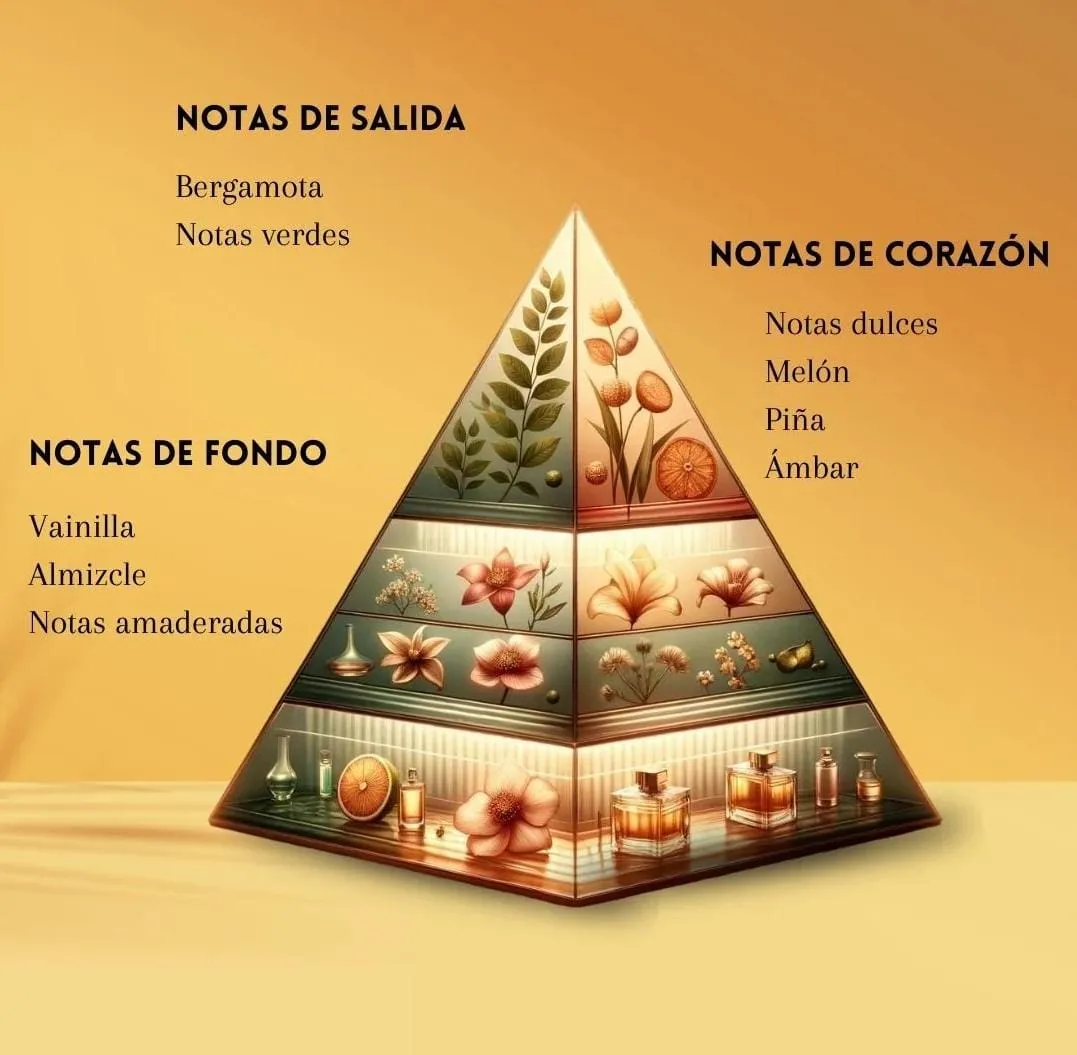 NOTAS DE SALIDA
Bergamota
Notas verdes
NOTAS DE CORAZÓN
Notas dulces
Melón
Piña
Ámbar
NOTAS DE FONDO
Vainilla
Almizcle
Notas amaderadas